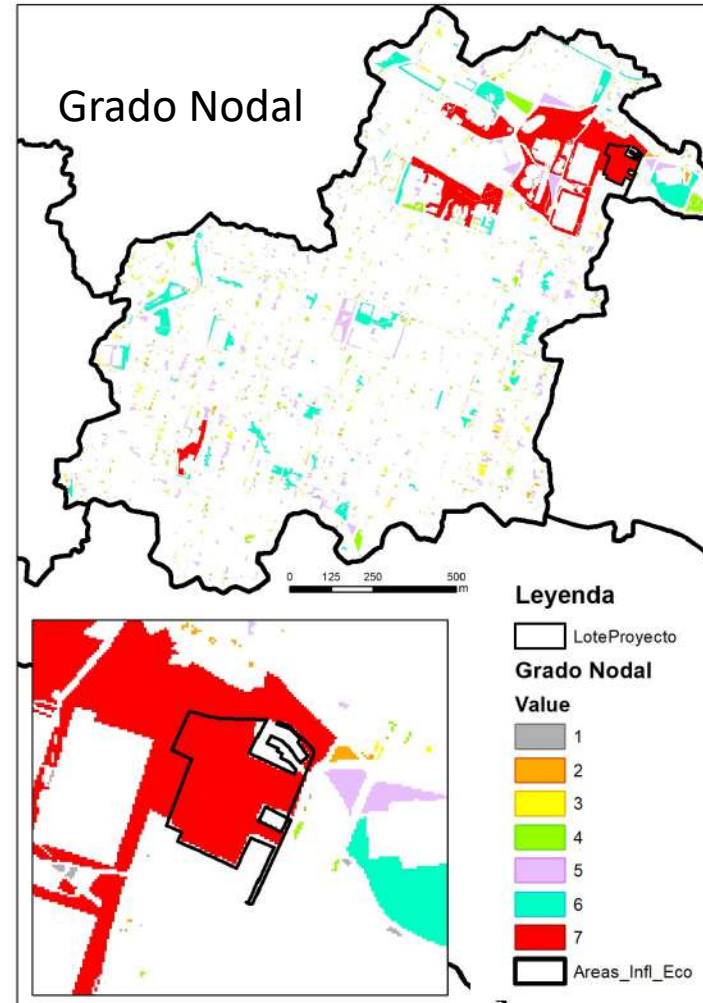 Grado Nodal
0 125 250 500
m
Leyenda
LoteProyecto
Grado Nodal
Value
1
2
3
4
5
6
7
Areas_Infl_Eco